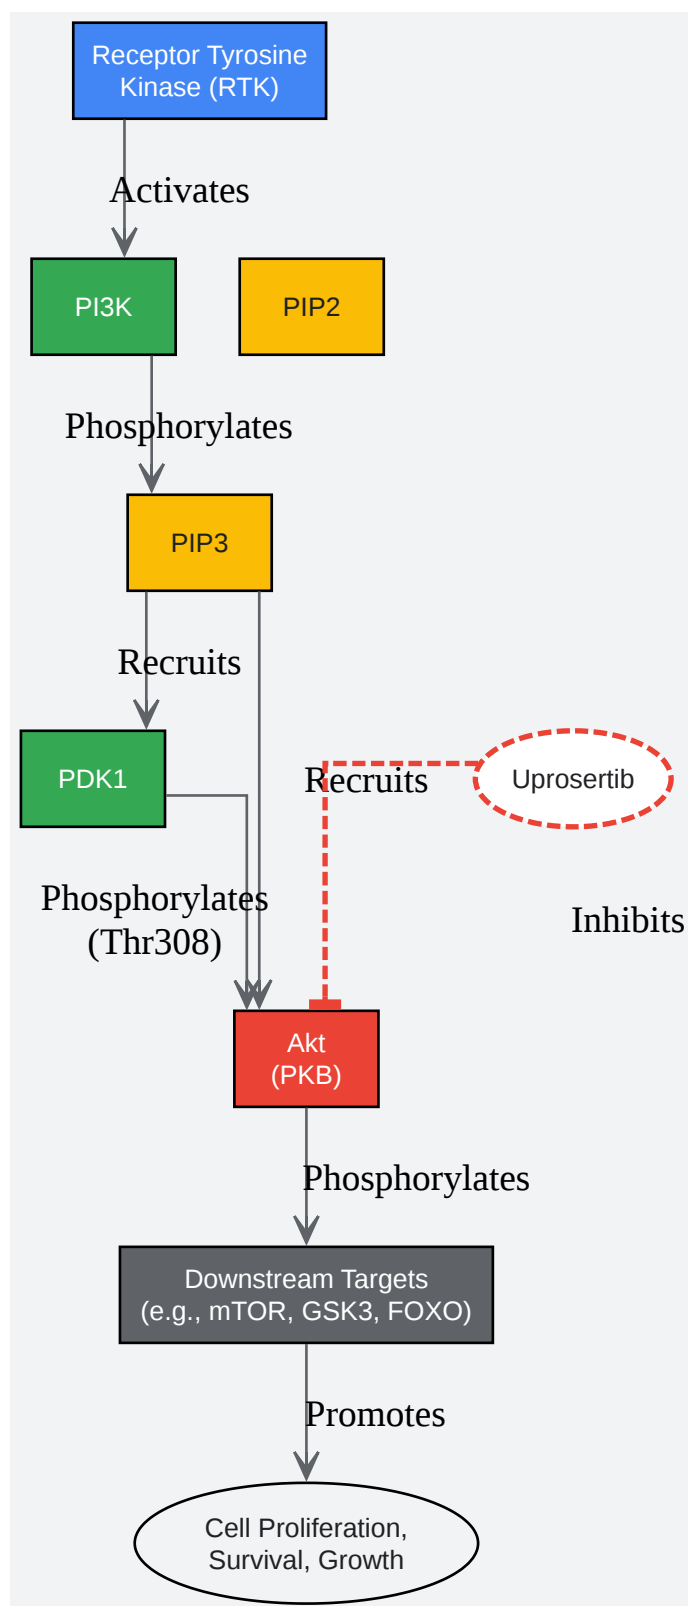 Receptor Tyrosine
Kinase (RTK)
Activates
PI3K
PIP2
Phosphorylates
PIP3
Recruits
PDK1
Recruits
Uprosertib
Phosphorylates
(Thr308)
Inhibits
Akt
(PKB)
Phosphorylates
Downstream Targets
(e.g., mTOR, GSK3, FOXO)
Promotes
Cell Proliferation,
Survival, Growth